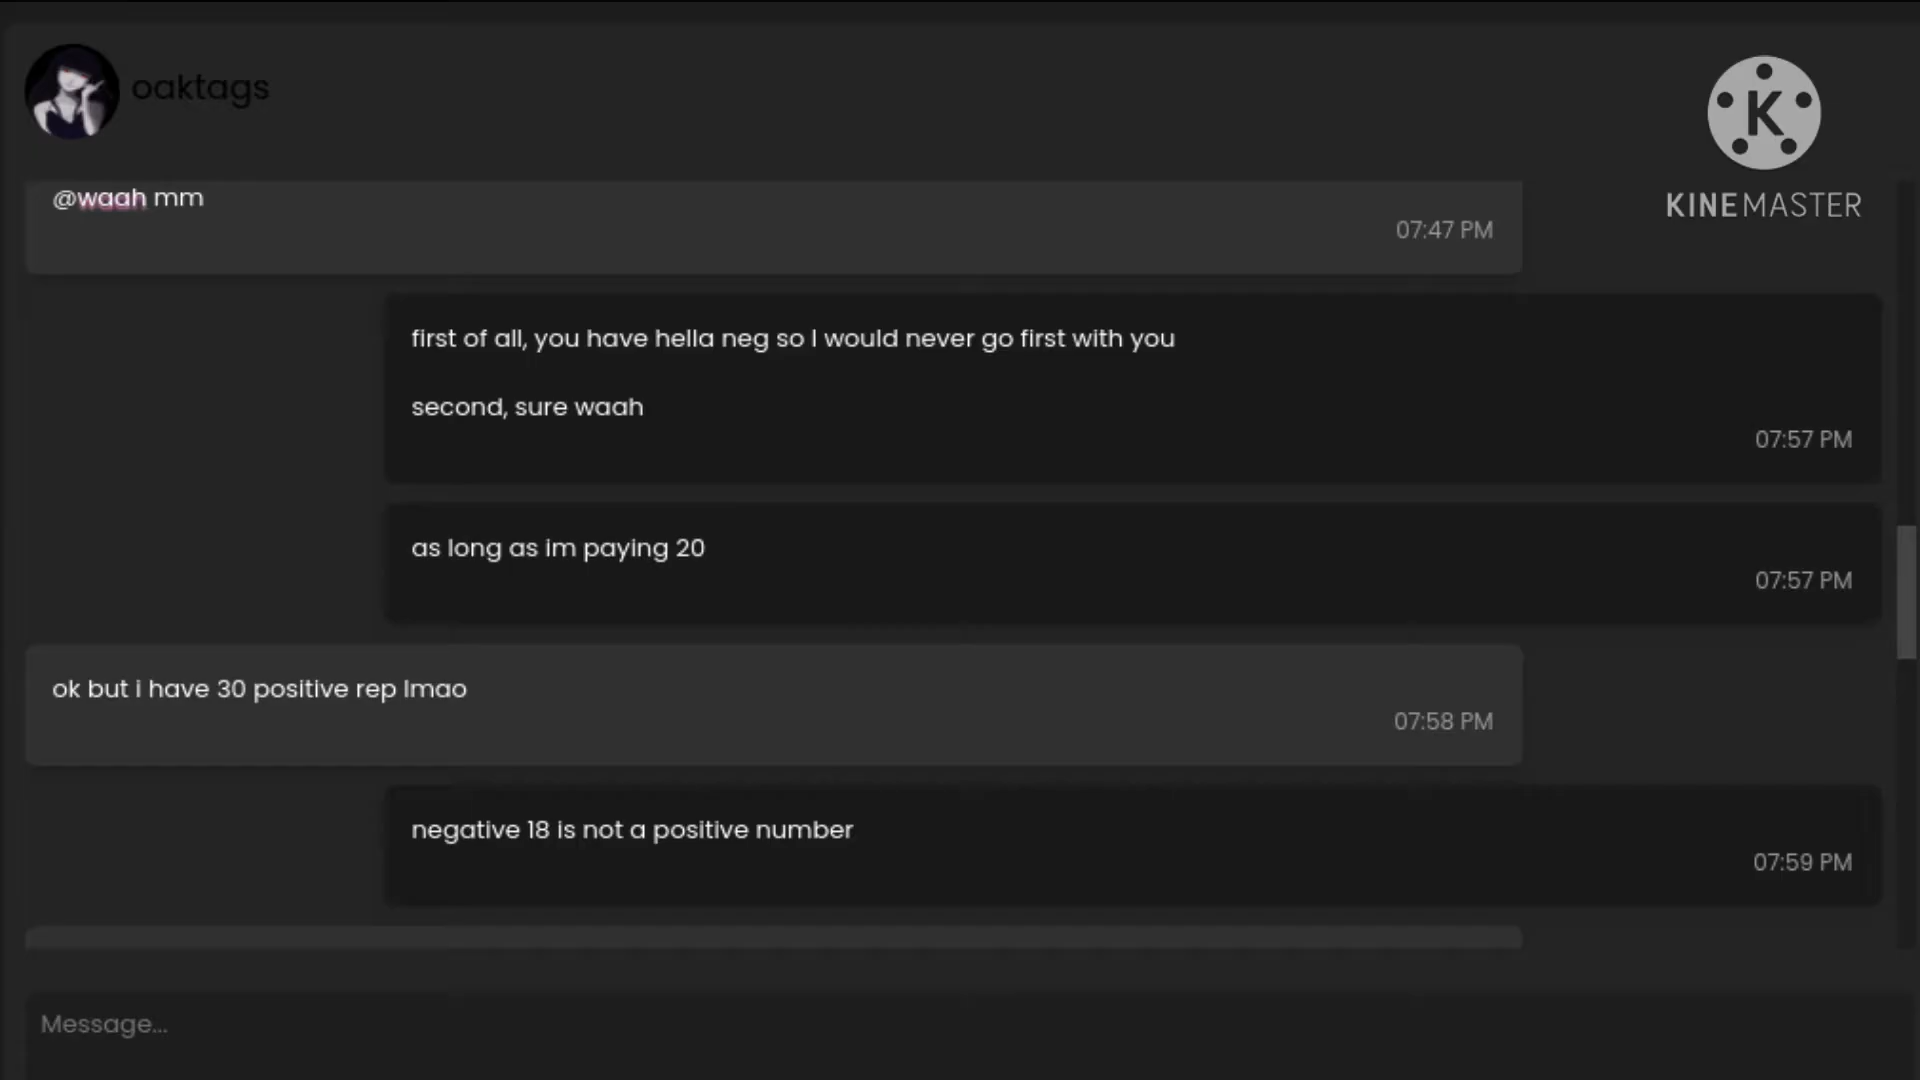 oaktags
K
KINEMASTER
@waah mm
07:47 PM
first of all, you have hella neg so I would never go first with you
second, sure waah
07:57 PM
as long as im paying 20
07:57 PM
ok but i have 30 positive rep lmao
07:58 PM
negative 18 is not a positive number
07:59 PM
Message...